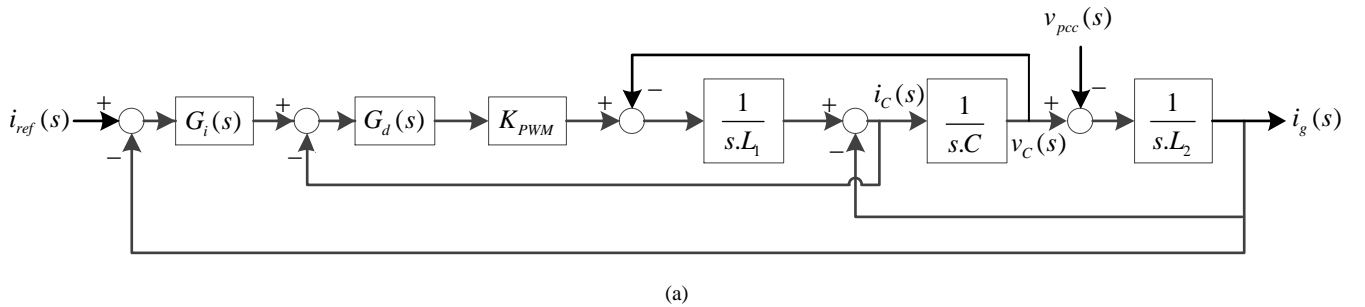 v_pcc(s)
−
+
−
+
−
i_ref(s)
+
−
G_i(s)
+
−
G_d(s)
K_PWM
1
s.L_1
i_C(s)
1
s.C
v_C(s)
+
−
1
s.L_2
i_g(s)
(a)